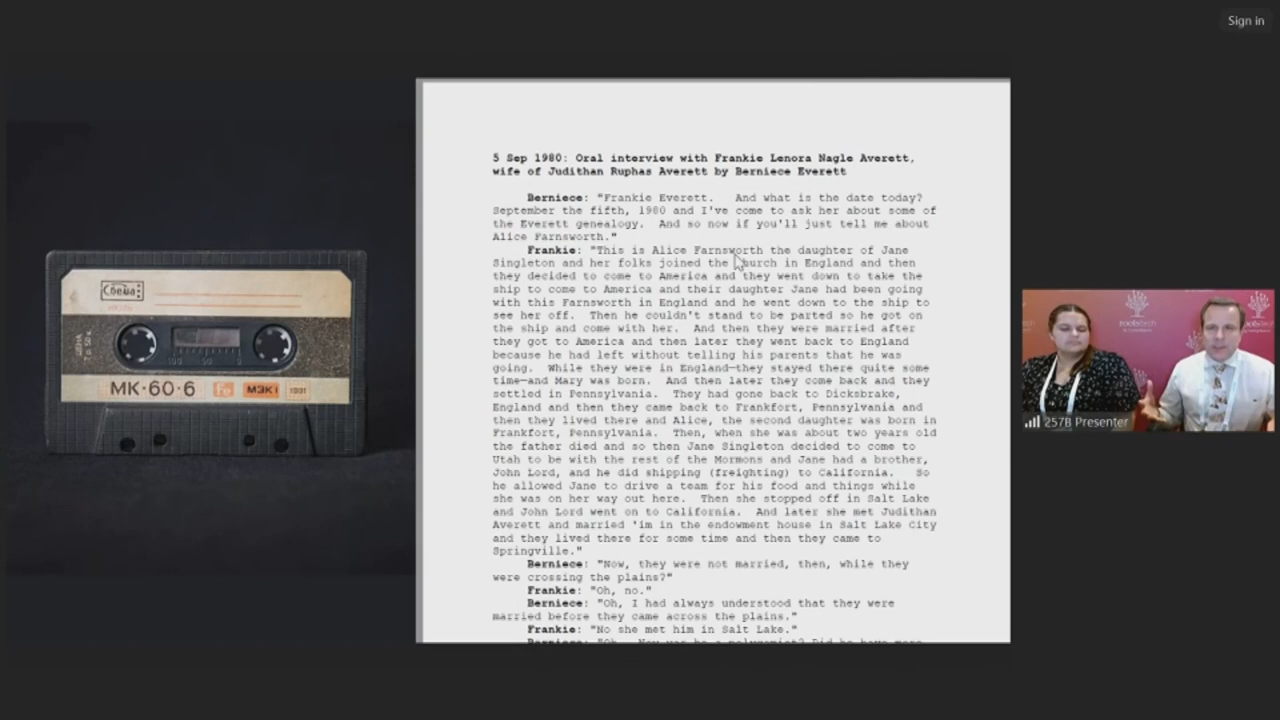 Sign in
Свема
МК·60·6
МЭК I
100 50 0
5 Sep 1980: Oral interview with Frankie Lenora Nagle Averett,
wife of Judithan Ruphas Averett by Berniece Everett
Berniece: "Frankie Everett. And what is the date today?
September the fifth, 1980 and I've come to ask her about some of
the Everett genealogy. And so now if you'll just tell me about
Alice Farnsworth."
Frankie: "This is Alice Farnsworth the daughter of Jane
Singleton and her folks joined the church in England and then
they decided to come to America and they went down to take the
ship to come to America and their daughter Jane had been going
with this Farnsworth in England and he went down to the ship to
see her off. Then he couldn't stand to be parted so he got on
the ship and come with her. And then they were married after
they got to America and then later they went back to England
because he had left without telling his parents that he was
going. While they were in England—they stayed there quite some
time—and Mary was born. And then later they come back and they
settled in Pennsylvania. They had gone back to Dicksbrake,
England and then they came back to Frankfort, Pennsylvania and
then they lived there and Alice, the second daughter was born in
Frankfort, Pennsylvania. Then, when she was about two years old
the father died and so then Jane Singleton decided to come to
Utah to be with the rest of the Mormons and Jane had a brother,
John Lord, and he did shipping (freighting) to California. So
he allowed Jane to drive a team for his food and things while
she was on her way out here. Then she stopped off in Salt Lake
and John Lord went on to California. And later she met Judithan
Averett and married 'im in the endowment house in Salt Lake City
and they lived there for some time and then they came to
Springville."
Berniece: "Now, they were not married, then, while they
were crossing the plains?"
Frankie: "Oh, no."
Berniece: "Oh, I had always understood that they were
married before they came across the plains."
Frankie: "No she met him in Salt Lake."
rootstech
257B Presenter